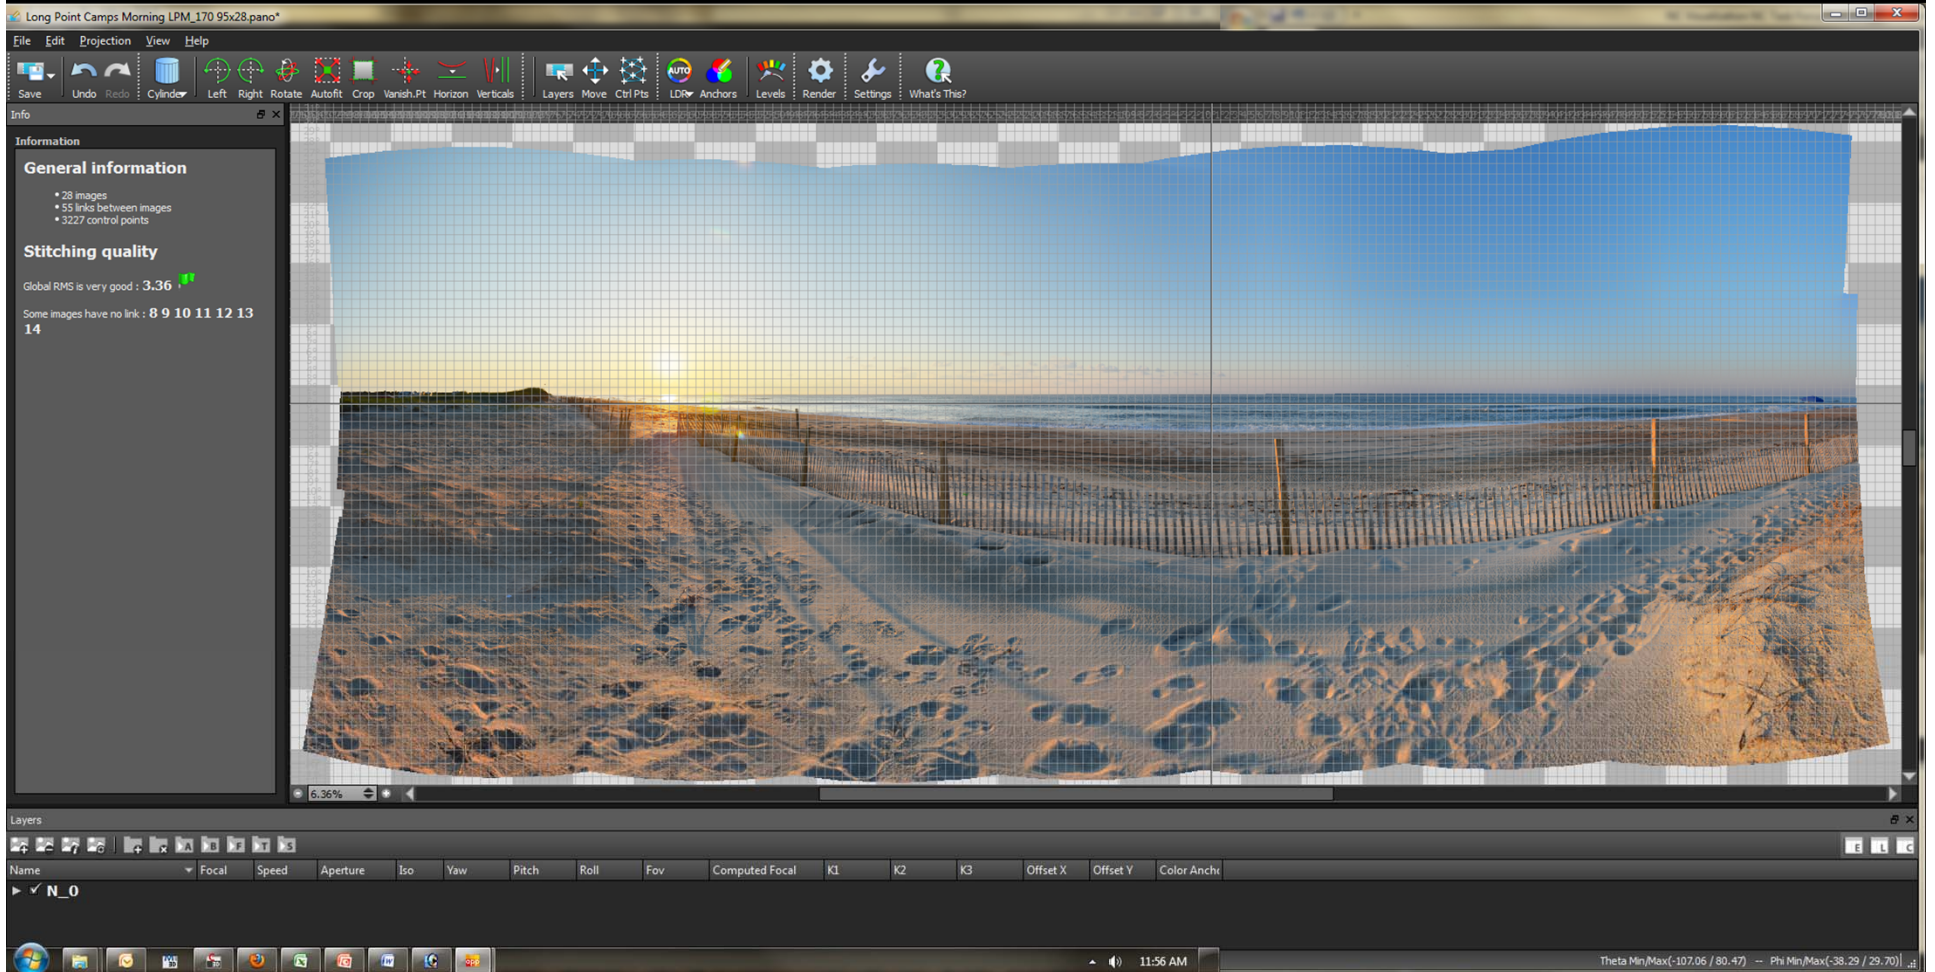 Long Point Camps Morning LPM_170 95x28.pano*
File Edit Projection View Help
Save Undo Redo Cylinder Left Right Rotate Autofit Crop Vanish.Pt Horizon Verticals Layers Move Ctrl Pts LDR Anchors Levels Render Settings What's This?
Info
Information
General information
• 28 images
• 55 links between images
• 3227 control points
Stitching quality
Global RMS is very good : 3.36
Some images have no link : 8 9 10 11 12 13
14
6.36%
Layers
A B F T S E L C
Name Focal Speed Aperture Iso Yaw Pitch Roll Fov Computed Focal K1 K2 K3 Offset X Offset Y Color Ancho
N_0
11:56 AM
Theta Min/Max(-107.06 / 80.47) -- Phi Min/Max(-38.29 / 29.70)